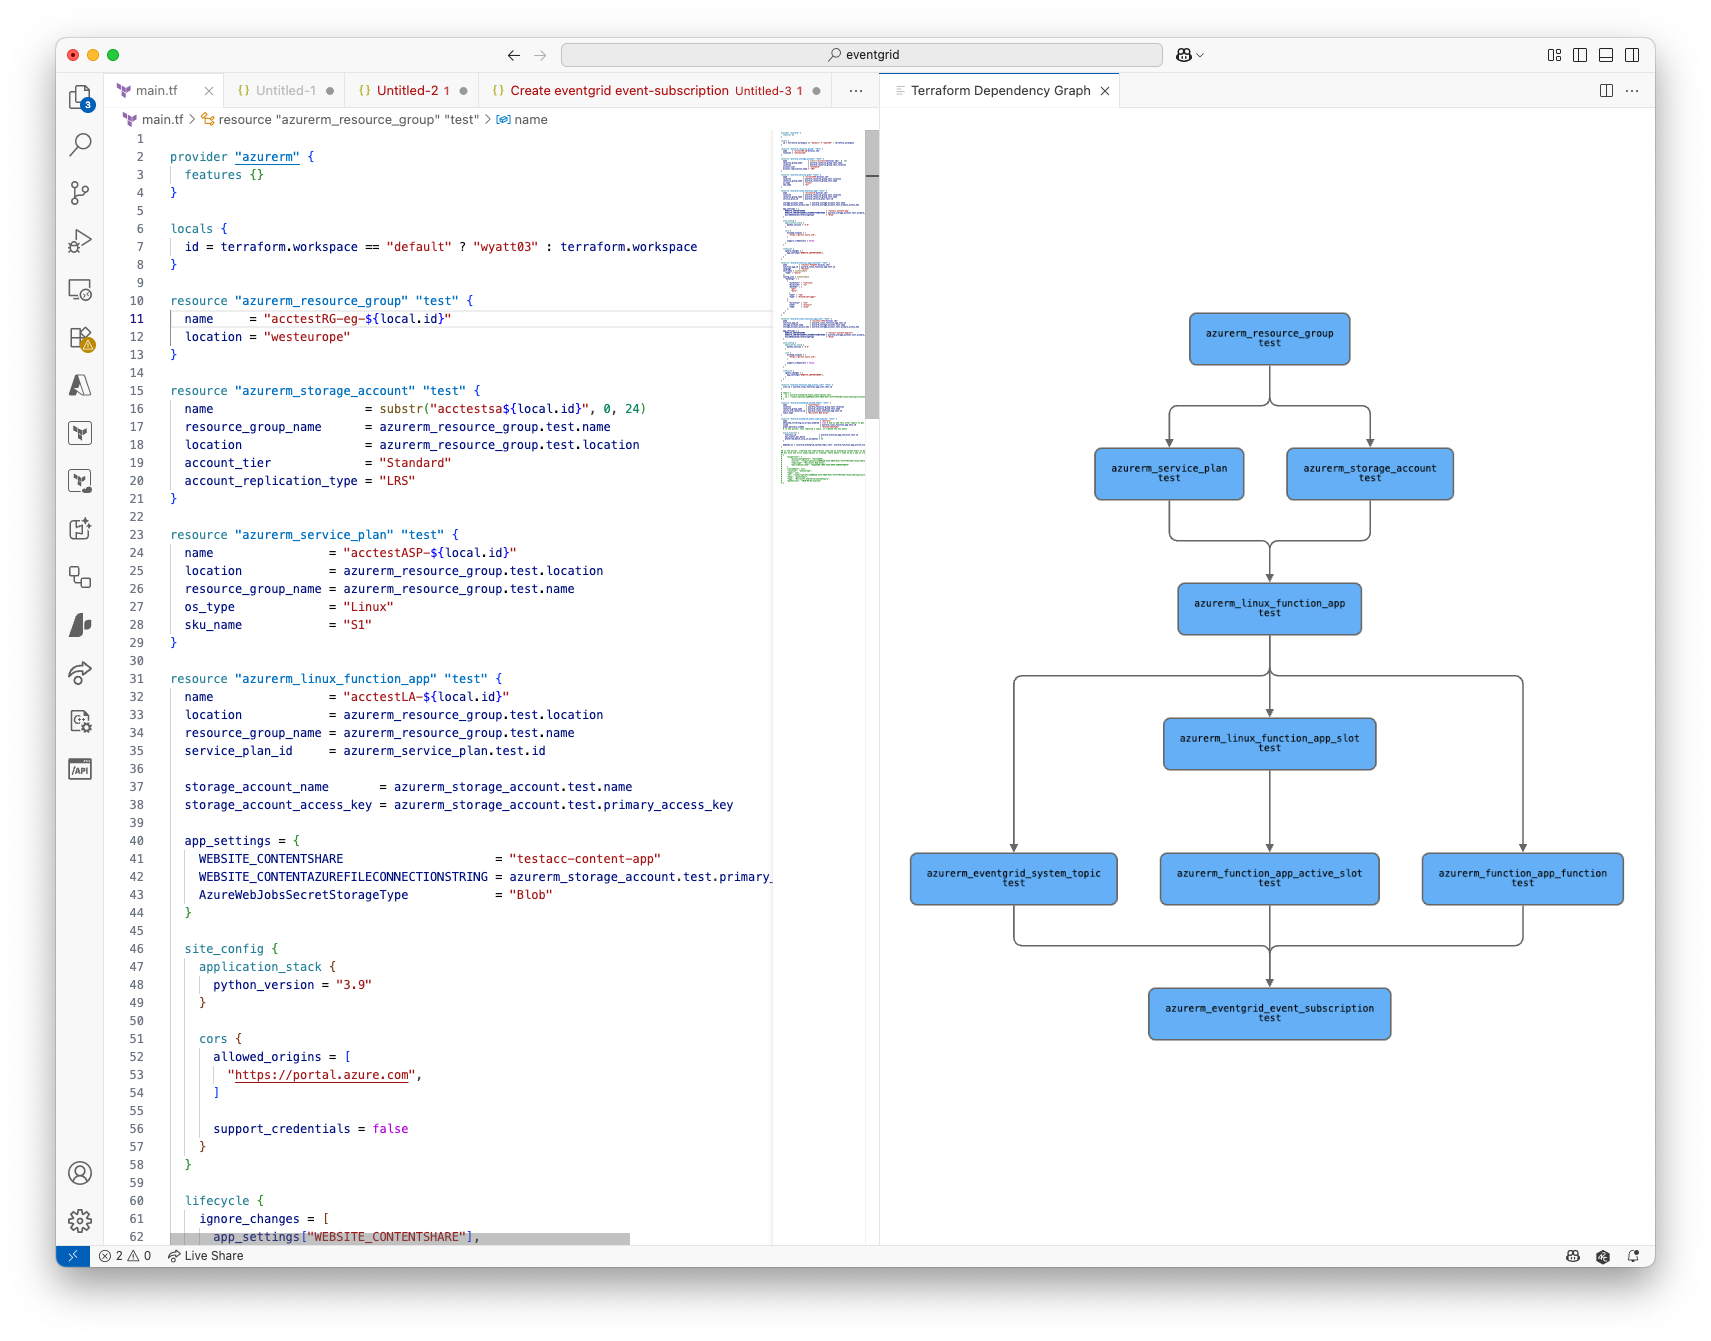 eventgrid
main.tf
Untitled-1
Untitled-2 1
Create eventgrid event-subscription Untitled-3 1
Terraform Dependency Graph
main.tf > resource "azurerm_resource_group" "test" > name
3
/API
1
2 provider "azurerm" {
3 features {}
4 }
5
6 locals {
7 id = terraform.workspace == "default" ? "wyatt03" : terraform.workspace
8 }
9
10 resource "azurerm_resource_group" "test" {
11 name     = "acctestRG-eg-${local.id}"
12 location = "westeurope"
13 }
14
15 resource "azurerm_storage_account" "test" {
16 name                     = substr("acctestsa${local.id}", 0, 24)
17 resource_group_name      = azurerm_resource_group.test.name
18 location                 = azurerm_resource_group.test.location
19 account_tier             = "Standard"
20 account_replication_type = "LRS"
21 }
22
23 resource "azurerm_service_plan" "test" {
24 name                = "acctestASP-${local.id}"
25 location            = azurerm_resource_group.test.location
26 resource_group_name = azurerm_resource_group.test.name
27 os_type             = "Linux"
28 sku_name            = "S1"
29 }
30
31 resource "azurerm_linux_function_app" "test" {
32 name                = "acctestLA-${local.id}"
33 location            = azurerm_resource_group.test.location
34 resource_group_name = azurerm_resource_group.test.name
35 service_plan_id     = azurerm_service_plan.test.id
36
37 storage_account_name       = azurerm_storage_account.test.name
38 storage_account_access_key = azurerm_storage_account.test.primary_access_key
39
40 app_settings = {
41 WEBSITE_CONTENTSHARE                     = "testacc-content-app"
42 WEBSITE_CONTENTAZUREFILECONNECTIONSTRING = azurerm_storage_account.test.primary_
43 AzureWebJobsSecretStorageType            = "Blob"
44 }
45
46 site_config {
47 application_stack {
48 python_version = "3.9"
49 }
50
51 cors {
52 allowed_origins = [
53 "https://portal.azure.com",
54 ]
55
56 support_credentials = false
57 }
58 }
59
60 lifecycle {
61 ignore_changes = [
62 app_settings["WEBSITE_CONTENTSHARE"],
azurerm_resource_group
test
azurerm_service_plan
test
azurerm_storage_account
test
azurerm_linux_function_app
test
azurerm_linux_function_app_slot
test
azurerm_eventgrid_system_topic
test
azurerm_function_app_active_slot
test
azurerm_function_app_function
test
azurerm_eventgrid_event_subscription
test
2 0 Live Share